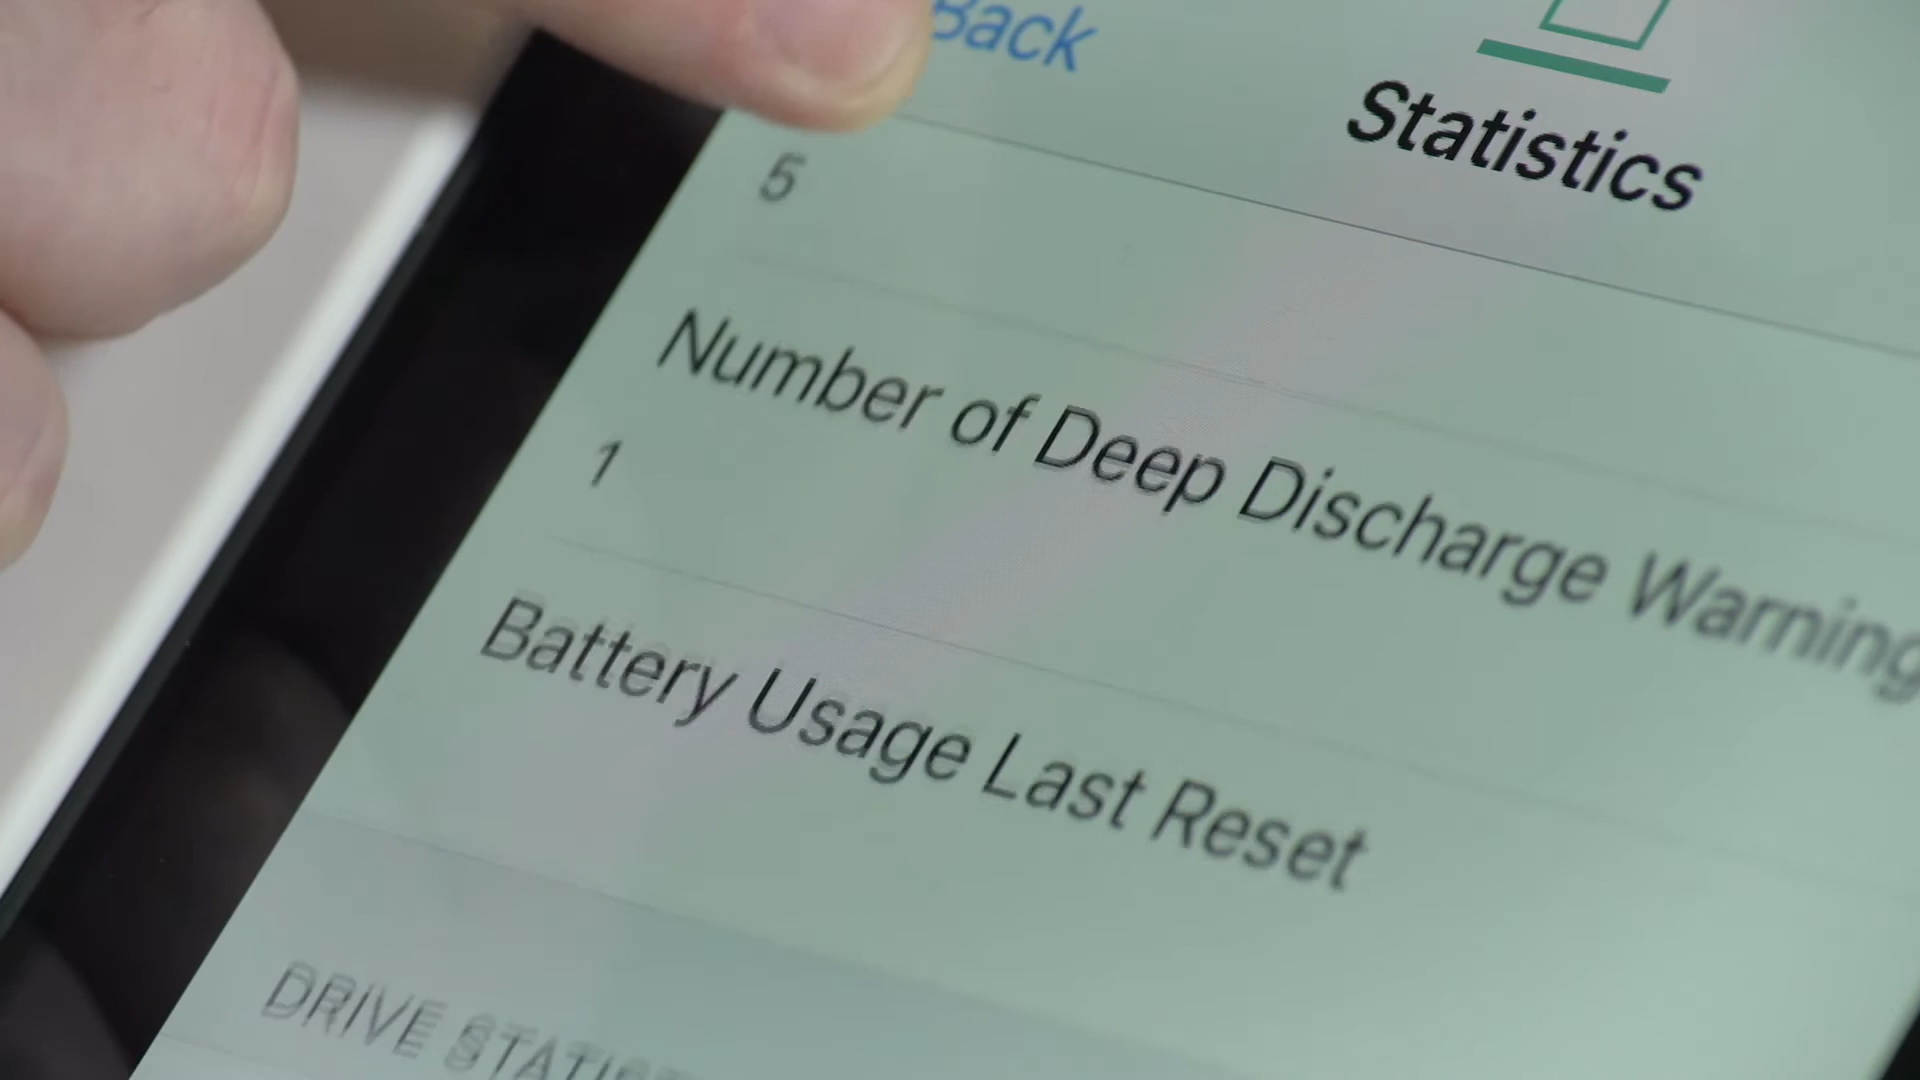 Back
Statistics
5
Number of Deep Discharge Warning
1
Battery Usage Last Reset
DRIVE